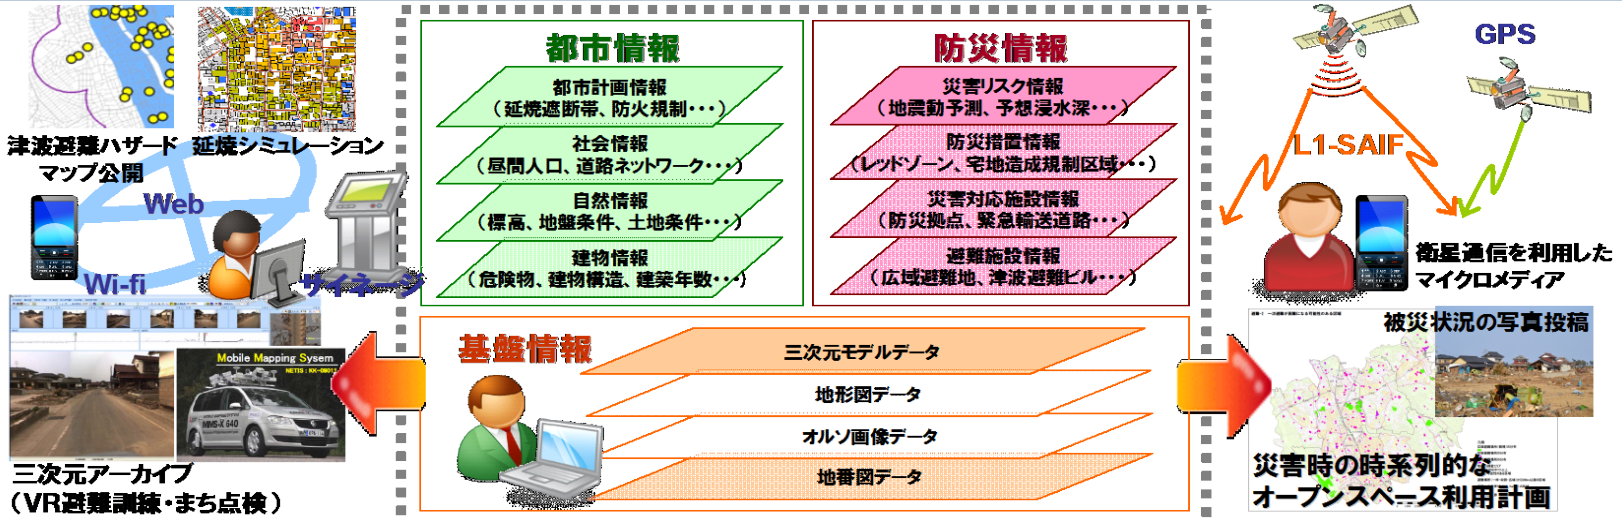 津波避難ハザード
マップ公開
延焼シミュレーション
Web
Wi-fi
サイネージ
Mobile Mapping Sysem
MMS-X 640
三次元アーカイブ
（VR避難訓練・まち点検）
都市情報
都市計画情報
（延焼遮断帯、防火規制・・・）
社会情報
（昼間人口、道路ネットワーク・・・）
自然情報
（標高、地盤条件、土地条件・・・）
建物情報
（危険物、建物構造、建築年数・・・）
防災情報
災害リスク情報
（地震動予測、予想浸水深・・・）
防災措置情報
（レッドゾーン、宅地造成規制区域・・・）
災害対応施設情報
（防災拠点、緊急輸送道路・・・）
避難施設情報
（広域避難地、津波避難ビル・・・）
基盤情報
三次元モデルデータ
地形図データ
オルソ画像データ
地番図データ
GPS
L1-SAIF
衛星通信を利用した
マイクロメディア
被災状況の写真投稿
災害時の時系列的な
オープンスペース利用計画